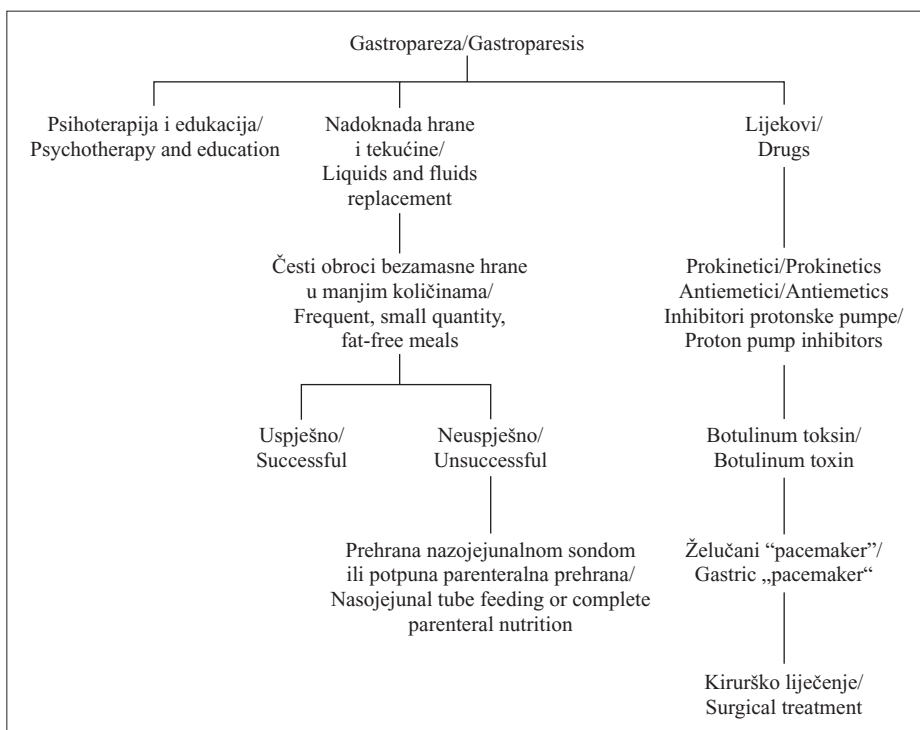 Gastropareza/Gastroparesis
Psihoterapija i edukacija/
Psychotherapy and education
Nadoknada hrane
i tekućine/
Liquids and fluids
replacement
Lijekovi/
Drugs
Česti obroci bezamasne hrane
u manjim količinama/
Frequent, small quantity,
fat-free meals
Prokinetici/Prokinetics
Antiemetici/Antiemetics
Inhibitori protonske pumpe/
Proton pump inhibitors
Uspješno/
Successful
Neuspješno/
Unsuccessful
Botulinum toksin/
Botulinum toxin
Prehrana nazojejunalnom sondom
ili potpuna parenteralna prehrana/
Nasojejunal tube feeding or complete
parenteral nutrition
Želučani “pacemaker”/
Gastric „pacemaker“
Kirurško liječenje/
Surgical treatment